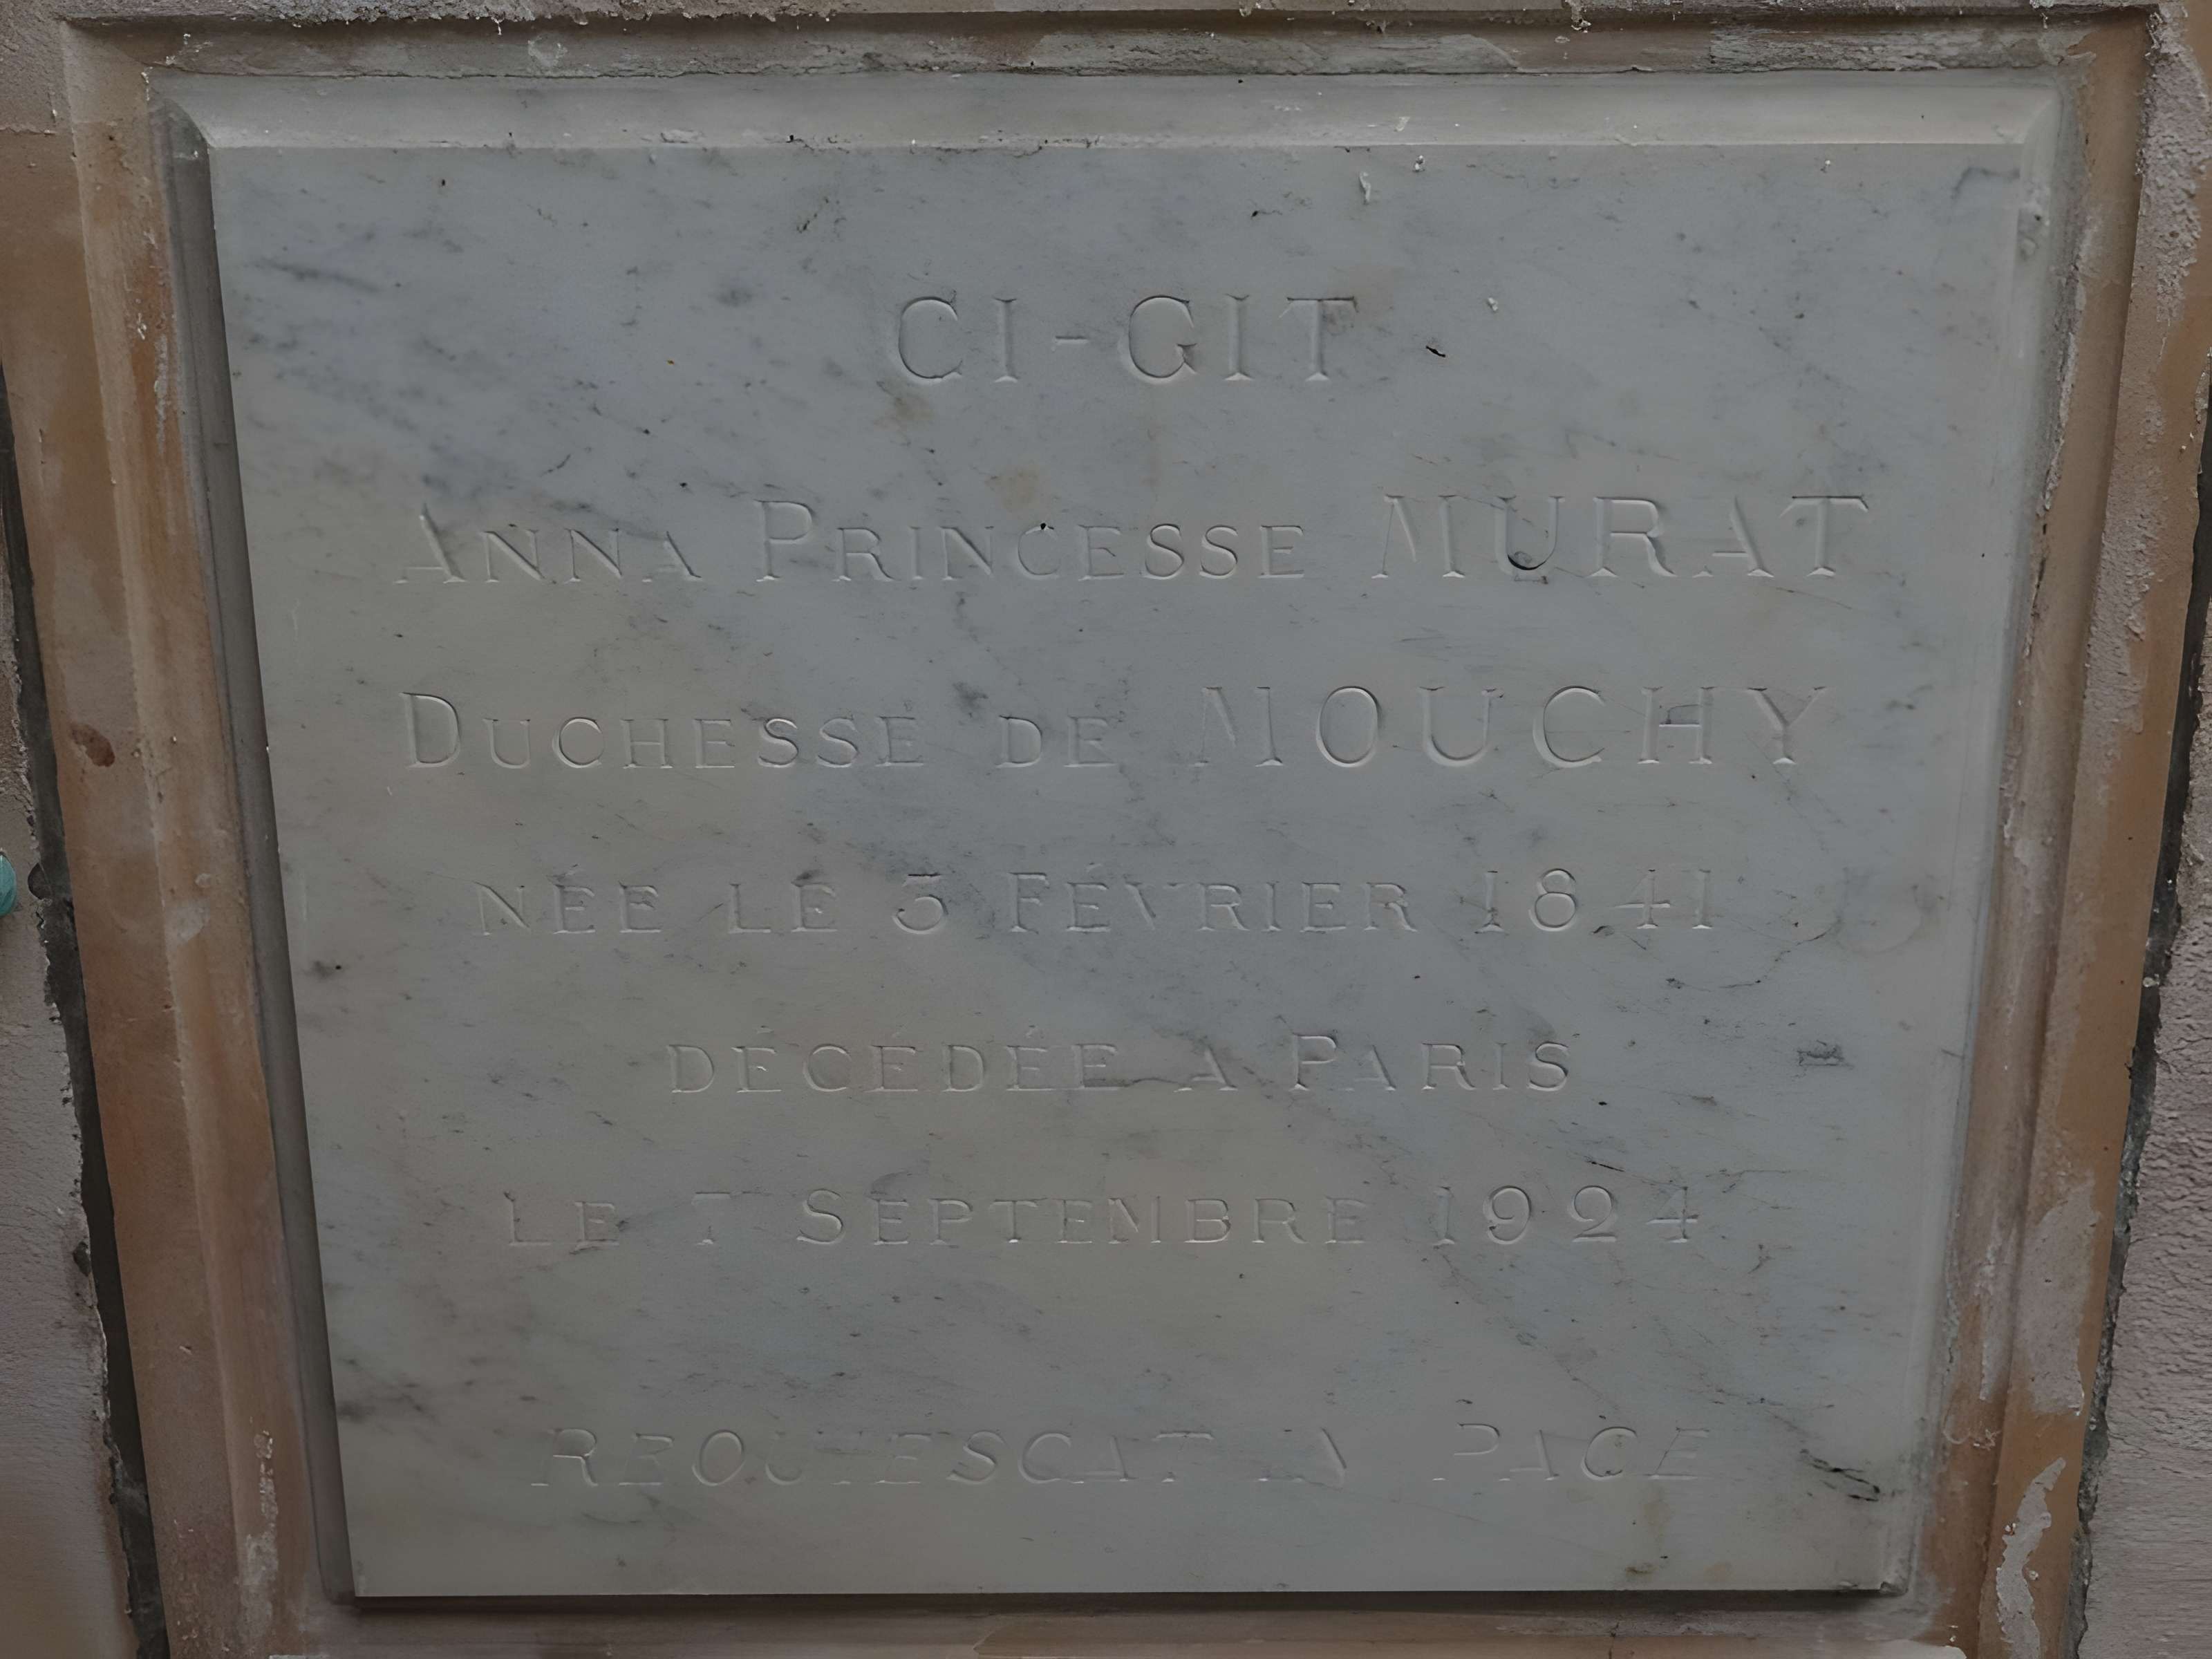 CI-GIT
ANNA PRINCESSE MURAT
DUCHESSE DE MOUCHY
NÉE LE 3 FÉVRIER 1841
DÉCÉDÉE A PARIS
LE 7 SEPTEMBRE 1924
REQUIESCAT IN PACE